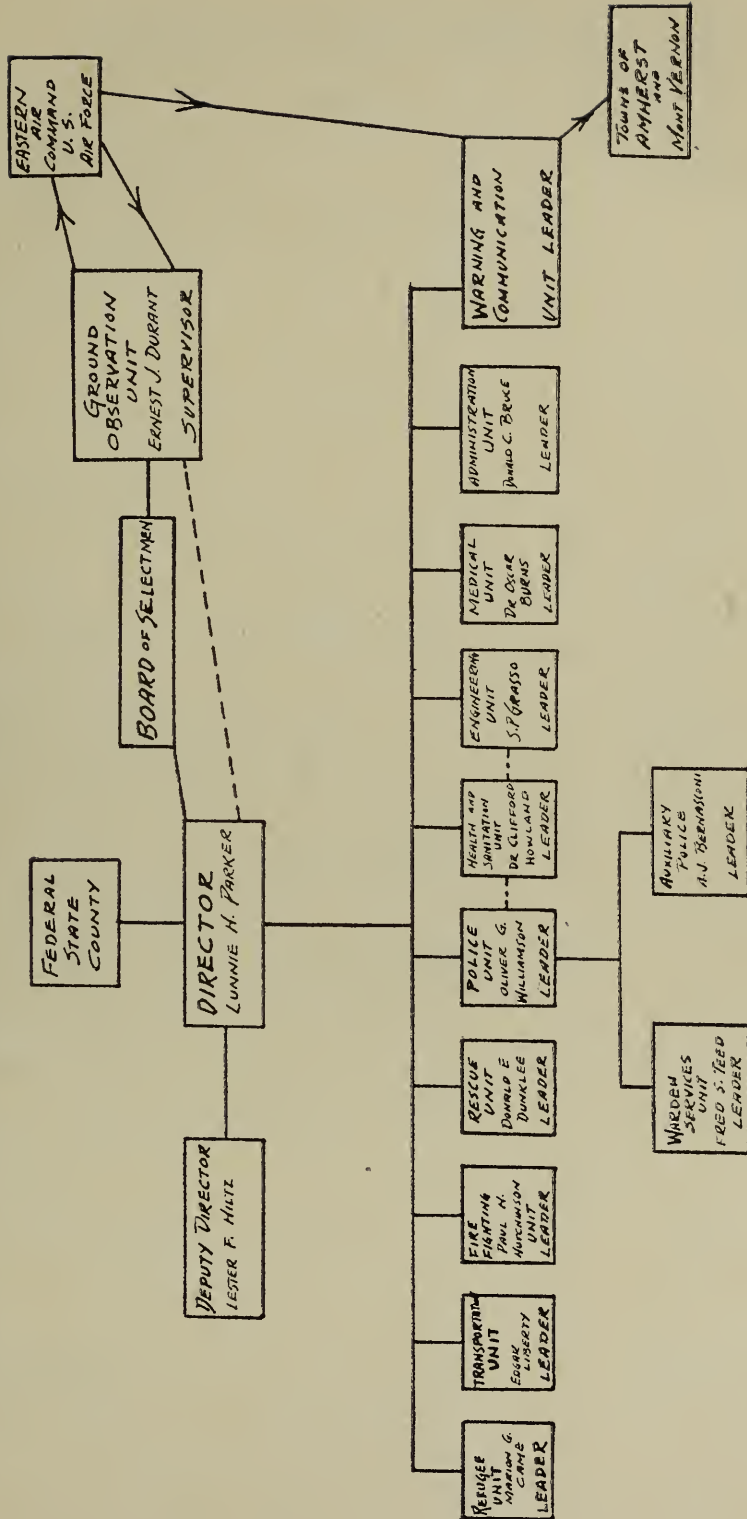 FEDERAL
STATE
COUNTY
EASTERN
AIR
COMMAND
U. S.
AIR FORCE
DEPUTY DIRECTOR
LESTER F. HILTZ
DIRECTOR
LUNNIE H. PARKER
BOARD OF SELECTMEN
GROUND
OBSERVATION
UNIT
ERNEST J. DURANT
SUPERVISOR
REFUGEE
UNIT
MARION G.
CAME
LEADER
TRANSPORTATION
UNIT
EDGAR
LIBERTY
LEADER
FIRE
FIGHTING
PAUL H.
HUTCHINSON
UNIT
LEADER
RESCUE
UNIT
DONALD E
DUNKLEE
LEADER
POLICE
UNIT
OLIVER G.
WILLIAMSON
LEADER
HEALTH AND
SANITATION
UNIT
DR CLIFFORD
HOWLAND
LEADER
ENGINEERING
UNIT
S. P GRASSO
LEADER
MEDICAL
UNIT
DR OSCAR
BURNS
LEADER
ADMINISTRATION
UNIT
DONALD C. BRUCE
LEADER
WARNING AND
COMMUNICATION
UNIT LEADER
WARDEN
SERVICES
UNIT
FRED S. TEED
LEADER
AUXILIARY
POLICE
A. J. BERNASCONI
LEADER
TOWNS OF
AMHERST
AND
MONT VERNON